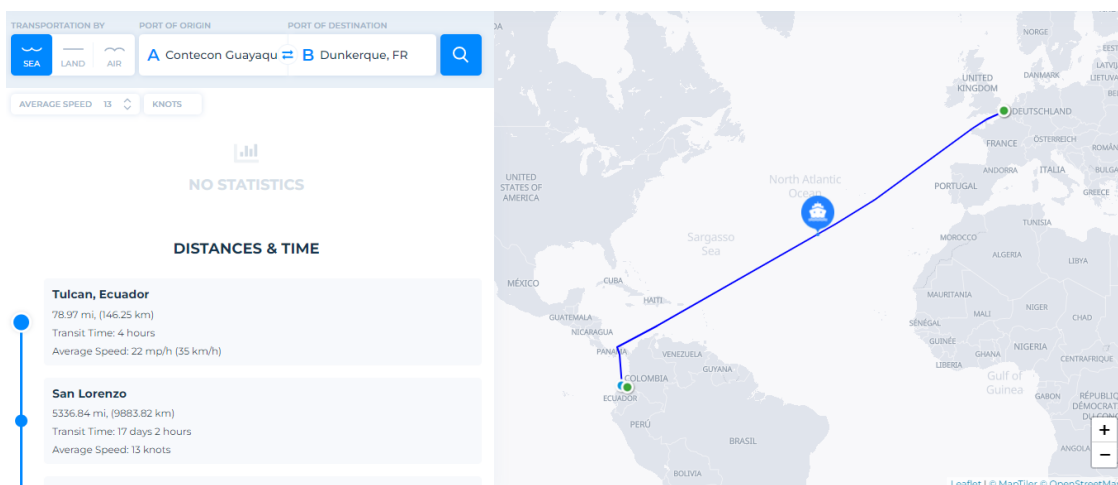 TRANSPORTATION BY
PORT OF ORIGIN
PORT OF DESTINATION
SEA
LAND
AIR
A Contecon Guayaqu
B Dunkerque, FR
AVERAGE SPEED 13
KNOTS
NO STATISTICS
DISTANCES & TIME
Tulcan, Ecuador
78.97 mi, (146.25 km)
Transit Time: 4 hours
Average Speed: 22 mp/h (35 km/h)
San Lorenzo
5336.84 mi, (9883.82 km)
Transit Time: 17 days 2 hours
Average Speed: 13 knots
NORGE
UNITED
KINGDOM
DANMARK
LIETUVA
DEUTSCHLAND
FRANCE
ÖSTERREICH
ANDORRA
ITALIA
PORTUGAL
GREECE
UNITED
STATES OF
AMERICA
North Atlantic
Ocean
Sargasso
Sea
TUNISIA
MOROCCO
ALGERIA
LIBYA
MÉXICO
CUBA
HAITI
GUATEMALA
NICARAGUA
PANAMA
VENEZUELA
GUYANA
COLOMBIA
ECUADOR
PERÚ
BRASIL
BOLIVIA
MAURITANIA
MALI
NIGER
CHAD
SÉNÉGAL
GUINÉE
GHANA
NIGERIA
LIBERIA
CENTRAFRIQUE
Gulf of
Guinea
GABON
RÉPUBLIQ
DÉMOCRAT
DU CONG
ANGOLA
+
−
Leaflet | © MapTiler © OpenStreetMa